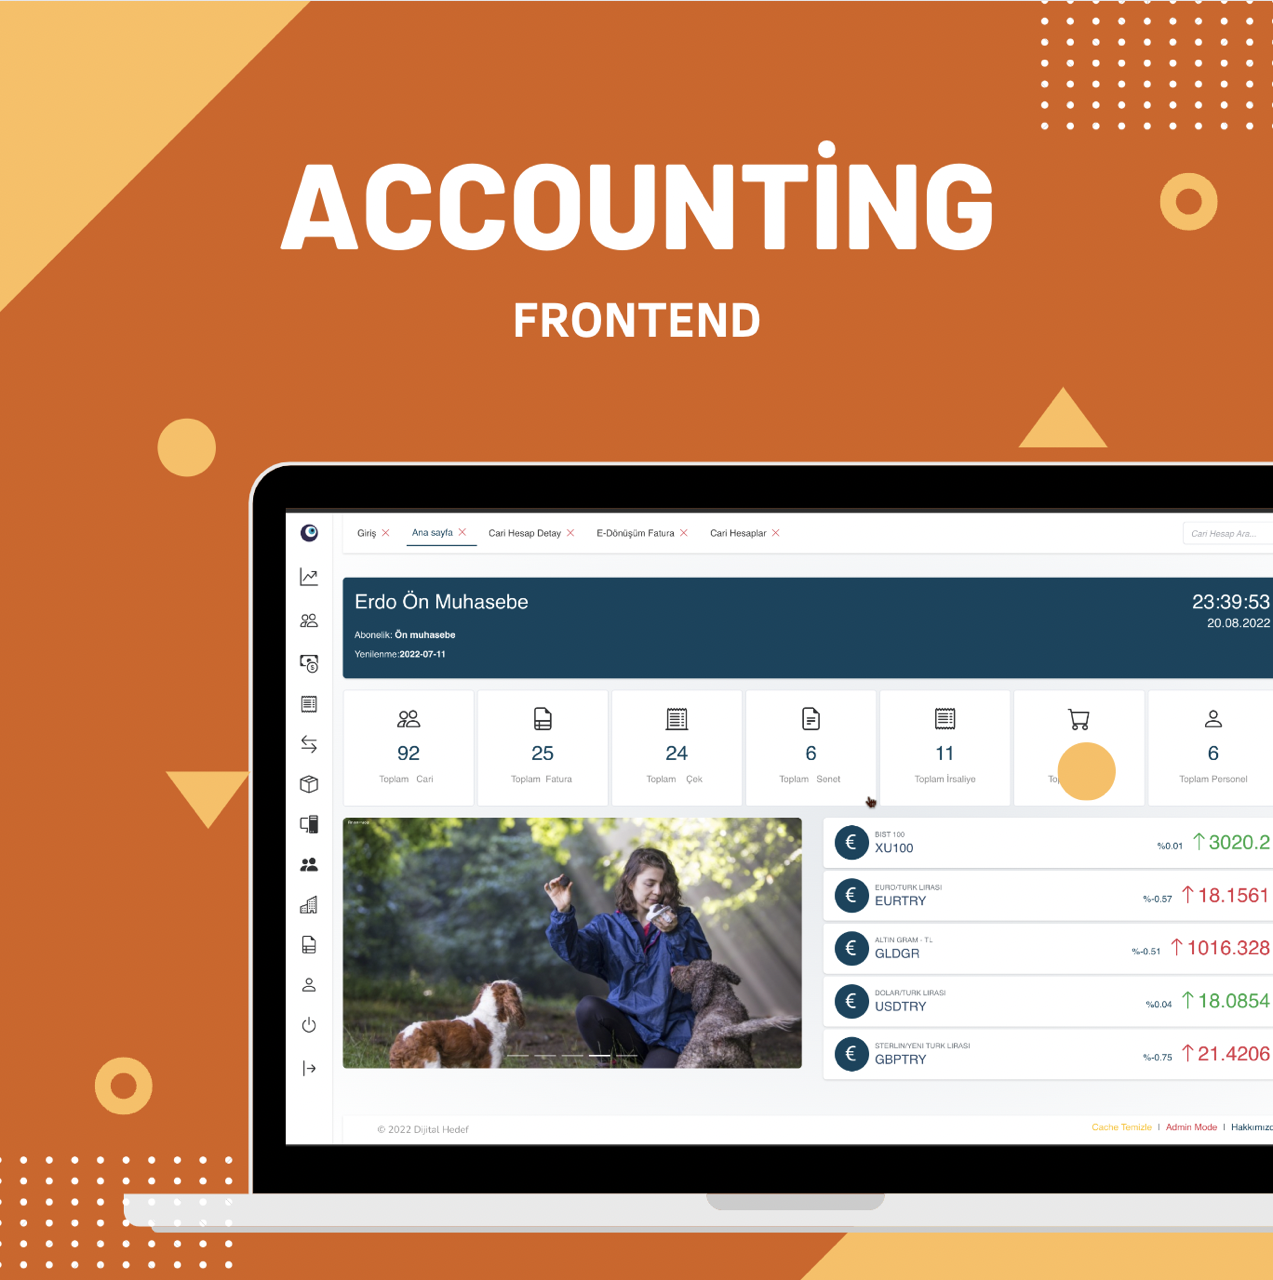 ACCOUNTİNG
FRONTEND
Giriş
Ana sayfa
Cari Hesap Detay
E-Dönüşüm Fatura
Cari Hesaplar
Cari Hesap Ara...
Erdo Ön Muhasebe
23:39:53
20.08.2022
Abonelik: Ön muhasebe
Yenilenme:2022-07-11
92
Toplam Cari
25
Toplam Fatura
24
Toplam Çek
6
Toplam Senet
11
Toplam İrsaliye
6
Toplam Personel
BIST 100
XU100
%0.01 ↑ 3020.2
EURO/TURK LIRASI
EURTRY
%-0.57 ↑ 18.1561
ALTIN GRAM - TL
GLDGR
%-0.51 ↑ 1016.328
DOLAR/TURK LIRASI
USDTRY
%0.04 ↑ 18.0854
STERLIN/YENI TURK LIRASI
GBPTRY
%-0.75 ↑ 21.4206
© 2022 Dijital Hedef
Cache Temizle | Admin Mode | Hakkımızd